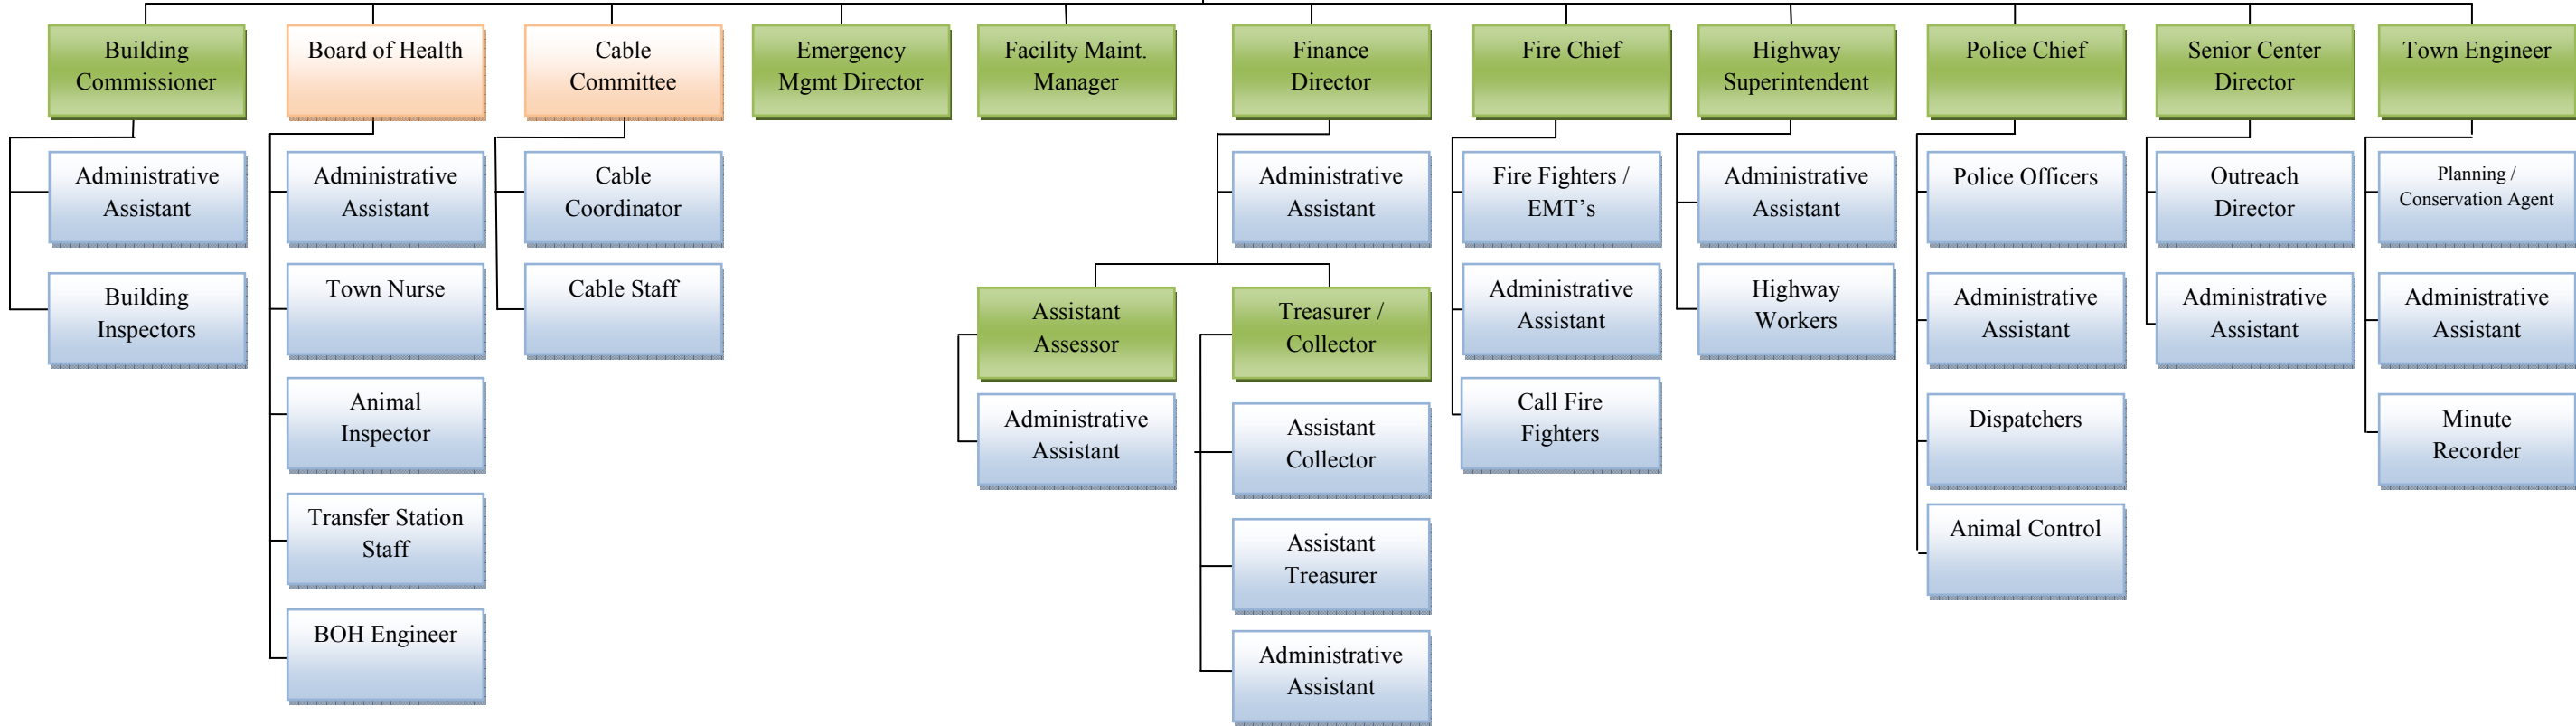 Building
Commissioner
Board of Health
Cable
Committee
Emergency
Mgmt Director
Facility Maint.
Manager
Finance
Director
Fire Chief
Highway
Superintendent
Police Chief
Senior Center
Director
Town Engineer
Administrative
Assistant
Building
Inspectors
Administrative
Assistant
Town Nurse
Animal
Inspector
Transfer Station
Staff
BOH Engineer
Cable
Coordinator
Cable Staff
Administrative
Assistant
Assistant
Assessor
Administrative
Assistant
Treasurer /
Collector
Assistant
Collector
Assistant
Treasurer
Administrative
Assistant
Fire Fighters /
EMT’s
Administrative
Assistant
Call Fire
Fighters
Administrative
Assistant
Highway
Workers
Police Officers
Administrative
Assistant
Dispatchers
Animal Control
Outreach
Director
Administrative
Assistant
Planning /
Conservation Agent
Administrative
Assistant
Minute
Recorder